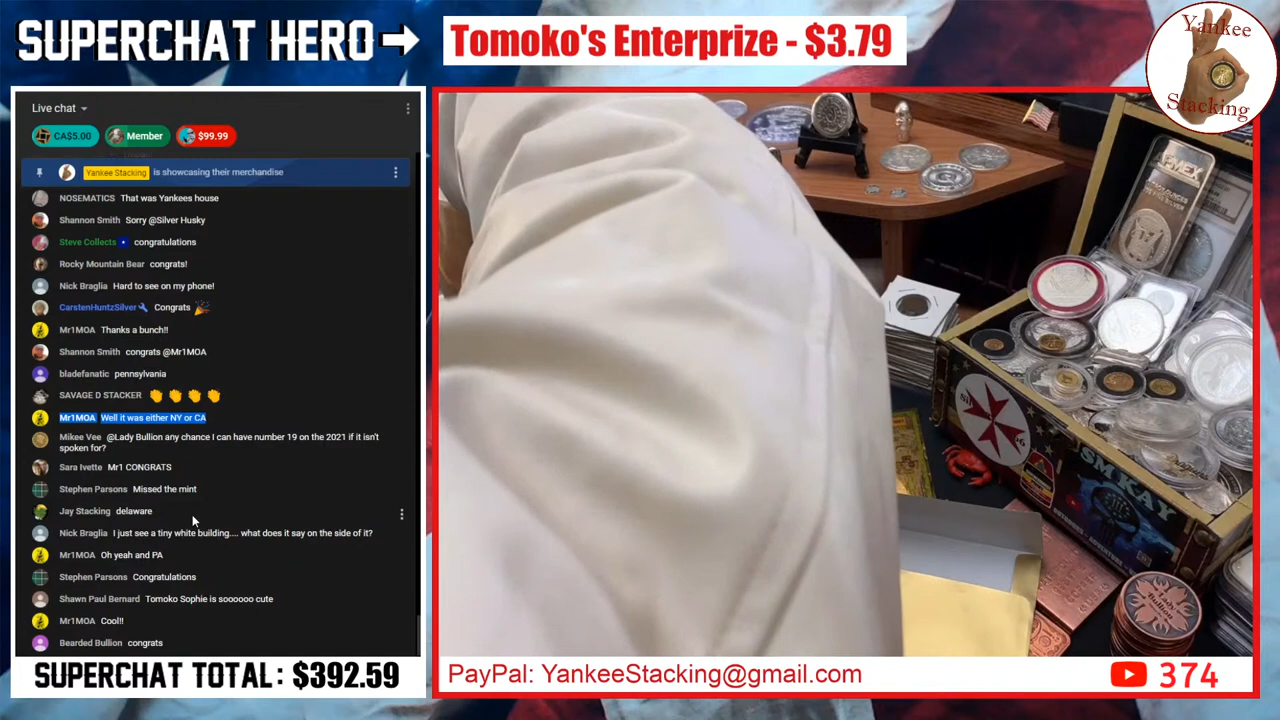 SUPERCHAT HERO
Tomoko's Enterprize - $3.79
Yankee
Stacking
Live chat
CA$5.00
Member
$99.99
Yankee Stacking is showcasing their merchandise
NOSEMATICS That was Yankees house
Shannon Smith Sorry @Silver Husky
Steve Collects congratulations
Rocky Mountain Bear congrats!
Nick Braglia Hard to see on my phone!
CarstenHuntzSilver Congrats
Mr1MOA Thanks a bunch!!
Shannon Smith congrats @Mr1MOA
bladefanatic pennsylvania
SAVAGE D STACKER
Mr1MOA Well it was either NY or CA
Mikee Vee @Lady Bullion any chance I can have number 19 on the 2021 if it isn't
spoken for?
Sara Ivette Mr1 CONGRATS
Stephen Parsons Missed the mint
Jay Stacking delaware
Nick Braglia I just see a tiny white building.... what does it say on the side of it?
Mr1MOA Oh yeah and PA
Stephen Parsons Congratulations
Shawn Paul Bernard Tomoko Sophie is soooooo cute
Mr1MOA Cool!!
Bearded Bullion congrats
SUPERCHAT TOTAL: $392.59
APMEX
SMOKAY
Lady
Bullion
PayPal: YankeeStacking@gmail.com
374